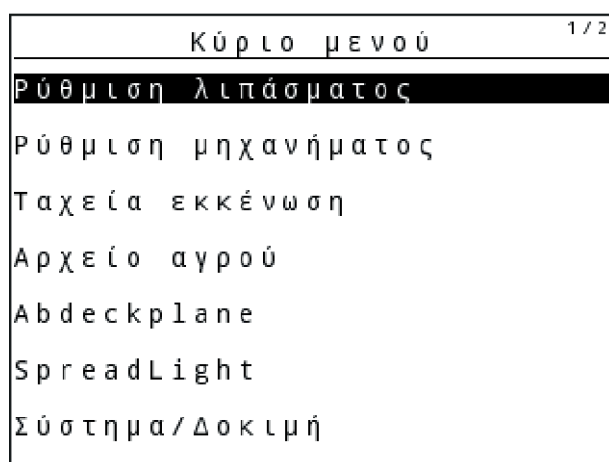 Κύριο μενού 1/2
Ρύθμιση λιπάσματος
Ρύθμιση μηχανήματος
Ταχεία εκκένωση
Αρχείο αγρού
Abdeckplane
SpreadLight
Σύστημα/Δοκιμή